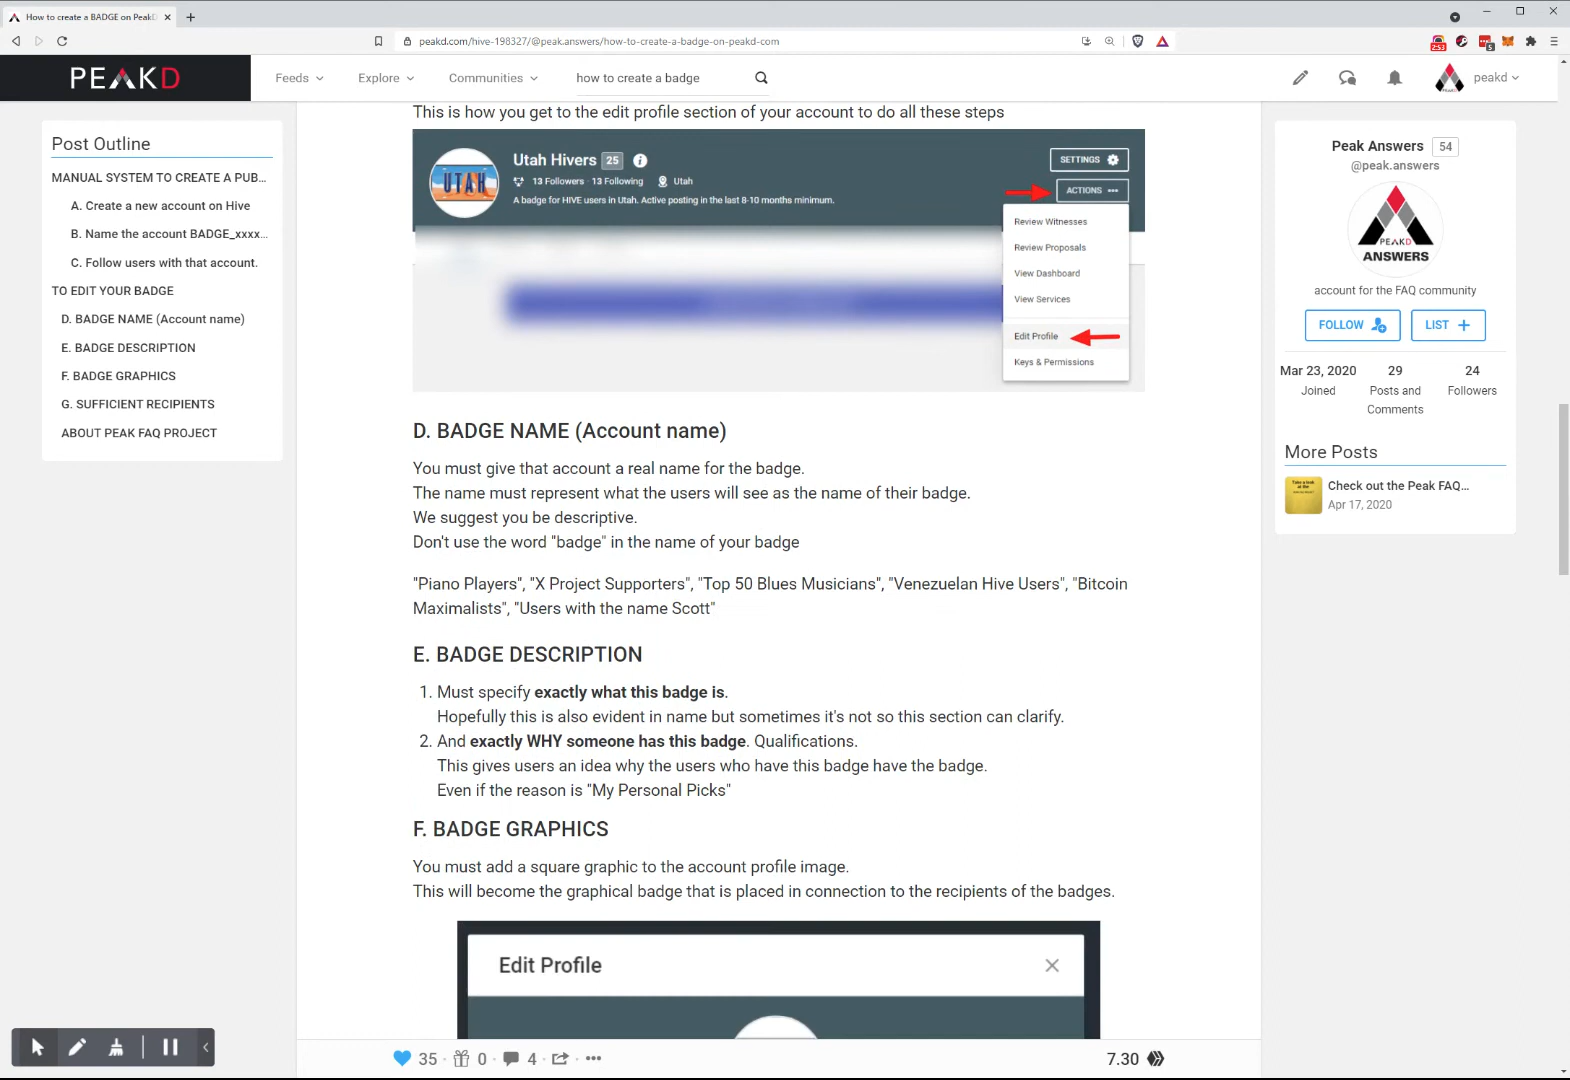 How to create a BADGE on Peak
peakd.com/hive-198327/@peak.answers/how-to-create-a-badge-on-peakd-com
2:53
5
PEAKD
Feeds
Explore
Communities
how to create a badge
peakd
Post Outline
MANUAL SYSTEM TO CREATE A PUB...
A. Create a new account on Hive
B. Name the account BADGE_xxxx...
C. Follow users with that account.
TO EDIT YOUR BADGE
D. BADGE NAME (Account name)
E. BADGE DESCRIPTION
F. BADGE GRAPHICS
G. SUFFICIENT RECIPIENTS
ABOUT PEAK FAQ PROJECT
This is how you get to the edit profile section of your account to do all these steps
UTAH
Utah Hivers 25
13 Followers · 13 Following Utah
A badge for HIVE users in Utah. Active posting in the last 8-10 months minimum.
SETTINGS
ACTIONS
Review Witnesses
Review Proposals
View Dashboard
View Services
Edit Profile
Keys & Permissions
D. BADGE NAME (Account name)
You must give that account a real name for the badge.
The name must represent what the users will see as the name of their badge.
We suggest you be descriptive.
Don't use the word "badge" in the name of your badge
"Piano Players", "X Project Supporters", "Top 50 Blues Musicians", "Venezuelan Hive Users", "Bitcoin
Maximalists", "Users with the name Scott"
E. BADGE DESCRIPTION
1. Must specify exactly what this badge is.
Hopefully this is also evident in name but sometimes it's not so this section can clarify.
2. And exactly WHY someone has this badge. Qualifications.
This gives users an idea why the users who have this badge have the badge.
Even if the reason is "My Personal Picks"
F. BADGE GRAPHICS
You must add a square graphic to the account profile image.
This will become the graphical badge that is placed in connection to the recipients of the badges.
Edit Profile
35 · 0 · 4 · · •••
7.30
Peak Answers 54
@peak.answers
PEAKD
ANSWERS
account for the FAQ community
FOLLOW
LIST
Mar 23, 2020
Joined
29
Posts and
Comments
24
Followers
More Posts
Check out the Peak FAQ...
Apr 17, 2020